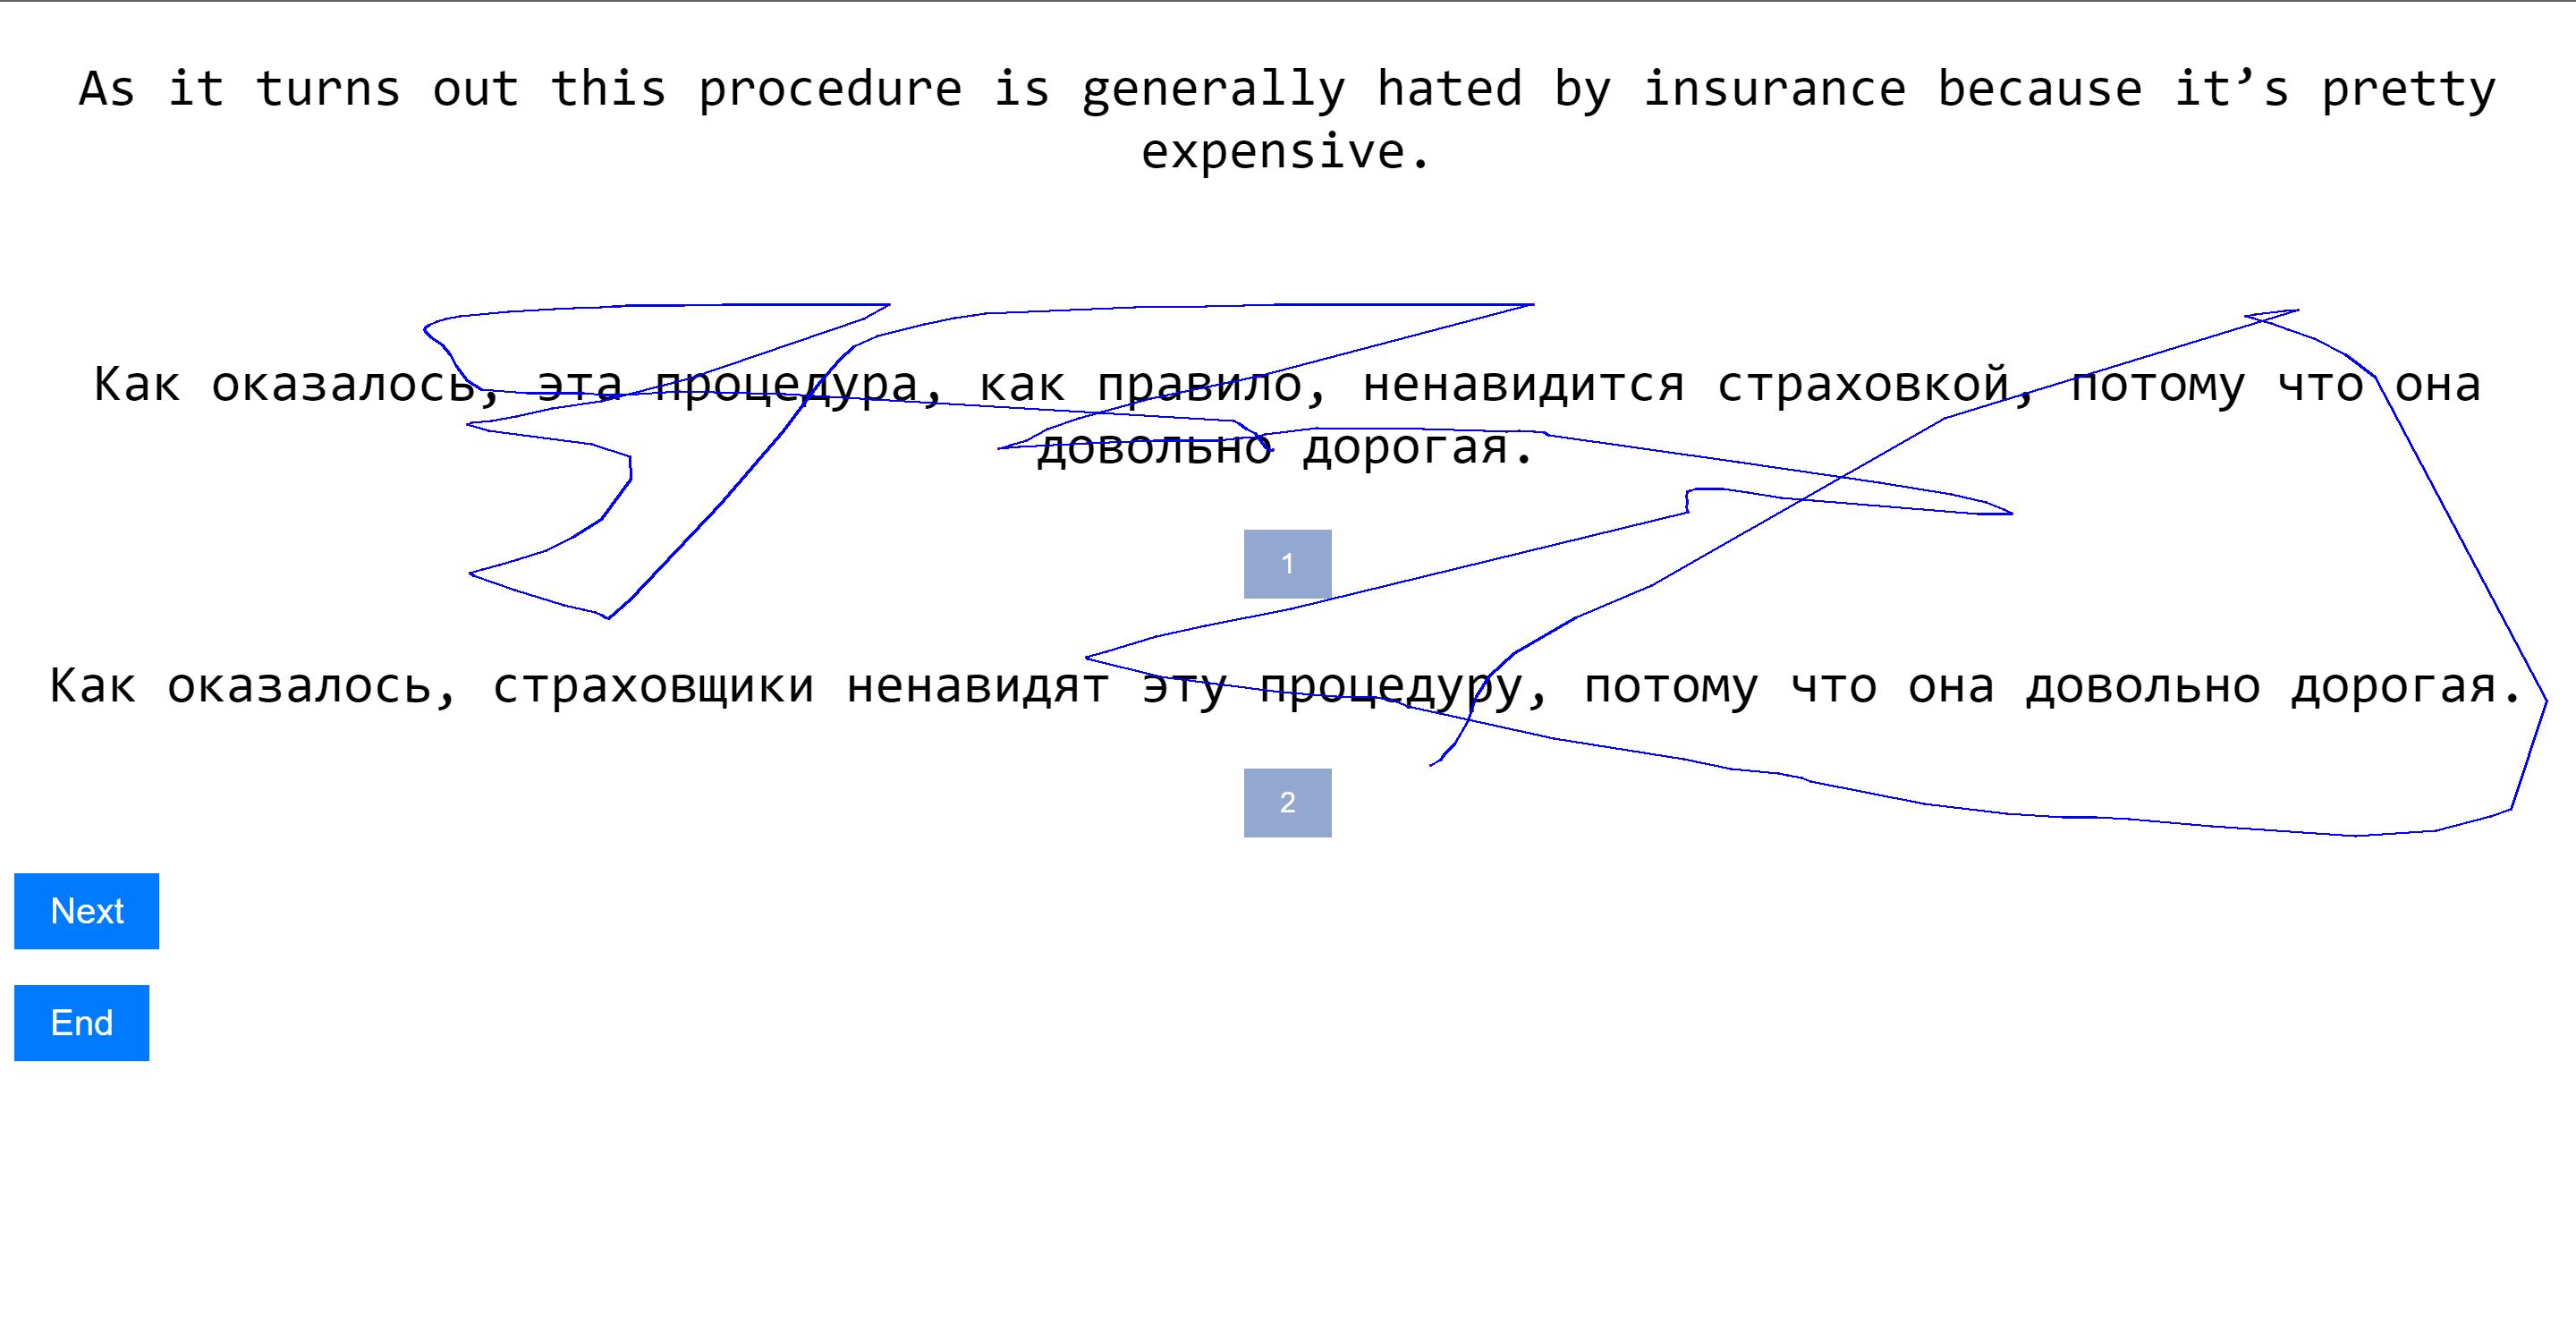 As it turns out this procedure is generally hated by insurance because it’s pretty
expensive.
Как оказалось, эта процедура, как правило, ненавидится страховкой, потому что она
довольно дорогая.
1
Как оказалось, страховщики ненавидят эту процедуру, потому что она довольно дорогая.
2
Next
End